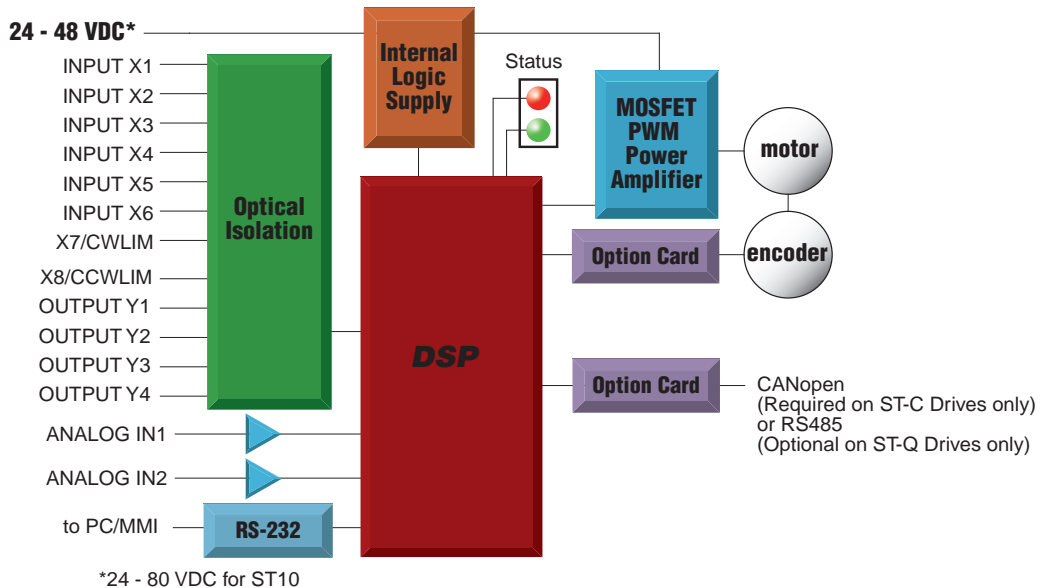 24 - 48 VDC*
INPUT X1
INPUT X2
INPUT X3
INPUT X4
INPUT X5
INPUT X6
X7/CWLIM
X8/CCWLIM
OUTPUT Y1
OUTPUT Y2
OUTPUT Y3
OUTPUT Y4
ANALOG IN1
ANALOG IN2
to PC/MMI
Optical
Isolation
RS-232
Internal
Logic
Supply
Status
DSP
MOSFET
PWM
Power
Amplifier
motor
Option Card
encoder
Option Card
CANopen
(Required on ST-C Drives only)
or RS485
(Optional on ST-Q Drives only)
*24 - 80 VDC for ST10